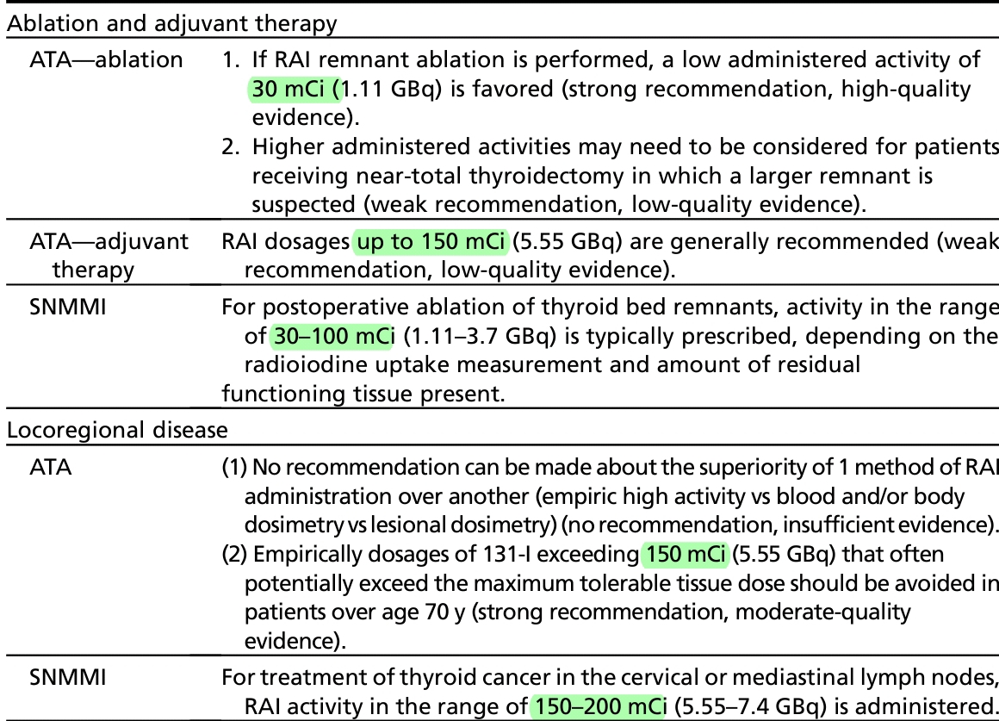 Ablation and adjuvant therapy
ATA—ablation 1. If RAI remnant ablation is performed, a low administered activity of
30 mCi (1.11 GBq) is favored (strong recommendation, high-quality
evidence).
2. Higher administered activities may need to be considered for patients
receiving near-total thyroidectomy in which a larger remnant is
suspected (weak recommendation, low-quality evidence).
ATA—adjuvant RAI dosages up to 150 mCi (5.55 GBq) are generally recommended (weak
therapy recommendation, low-quality evidence).
SNMMI For postoperative ablation of thyroid bed remnants, activity in the range
of 30–100 mCi (1.11–3.7 GBq) is typically prescribed, depending on the
radioiodine uptake measurement and amount of residual
functioning tissue present.
Locoregional disease
ATA (1) No recommendation can be made about the superiority of 1 method of RAI
administration over another (empiric high activity vs blood and/or body
dosimetry vs lesional dosimetry) (no recommendation, insufficient evidence).
(2) Empirically dosages of 131-I exceeding 150 mCi (5.55 GBq) that often
potentially exceed the maximum tolerable tissue dose should be avoided in
patients over age 70 y (strong recommendation, moderate-quality
evidence).
SNMMI For treatment of thyroid cancer in the cervical or mediastinal lymph nodes,
RAI activity in the range of 150–200 mCi (5.55–7.4 GBq) is administered.